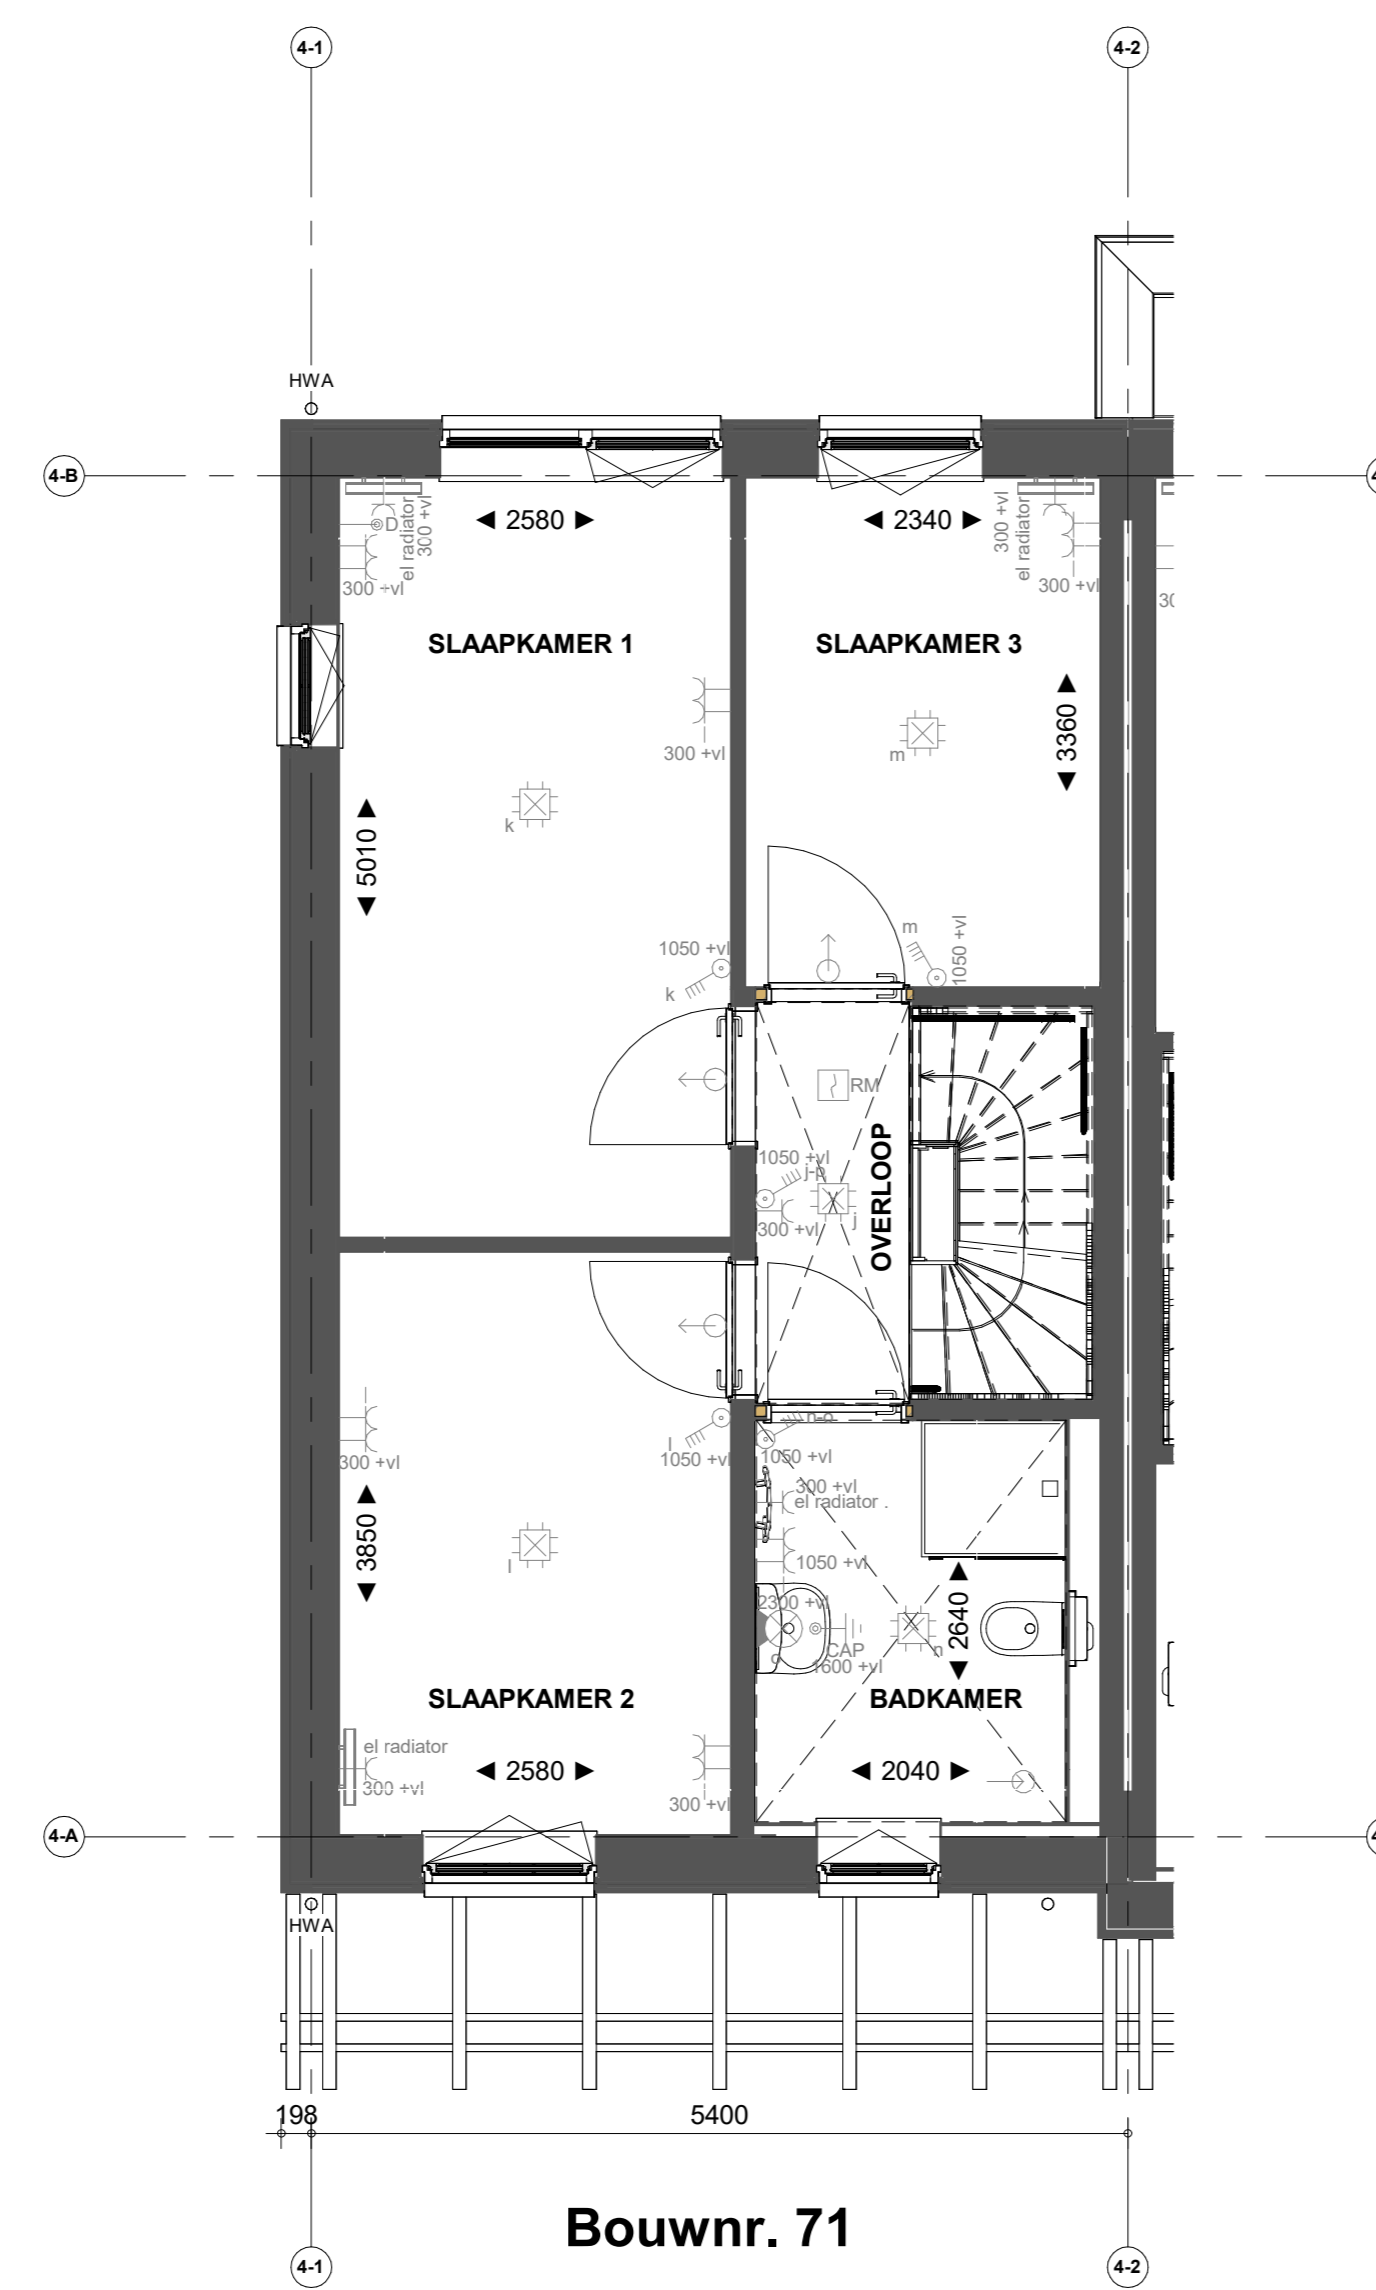 4-1
4-2
HWA
4-B
4
◄ 2580 ►
◄ 2340 ►
D
el radiator
300 +vl
300 +vl
300 +vl
el radiator
300 +vl
30
SLAAPKAMER 1
SLAAPKAMER 3
◄ 3360 ►
300 +vl
m
k
◄ 5010 ►
m
1050 +vl
1050 +vl
k
RM
OVERLOOP
1050 +vl
j-p
j
300 +vl
n-o
l
1050 +vl
1050 +vl
300 +vl
300 +vl
el radiator .
◄ 3850 ►
l
1050 +vl
2300 +vl
◄ 2640 ►
n
o
CAP
1600 +vl
SLAAPKAMER 2
BADKAMER
el radiator
300 +vl
◄ 2580 ►
◄ 2040 ►
300 +vl
4-A
4
HWA
198
5400
Bouwnr. 71
4-1
4-2